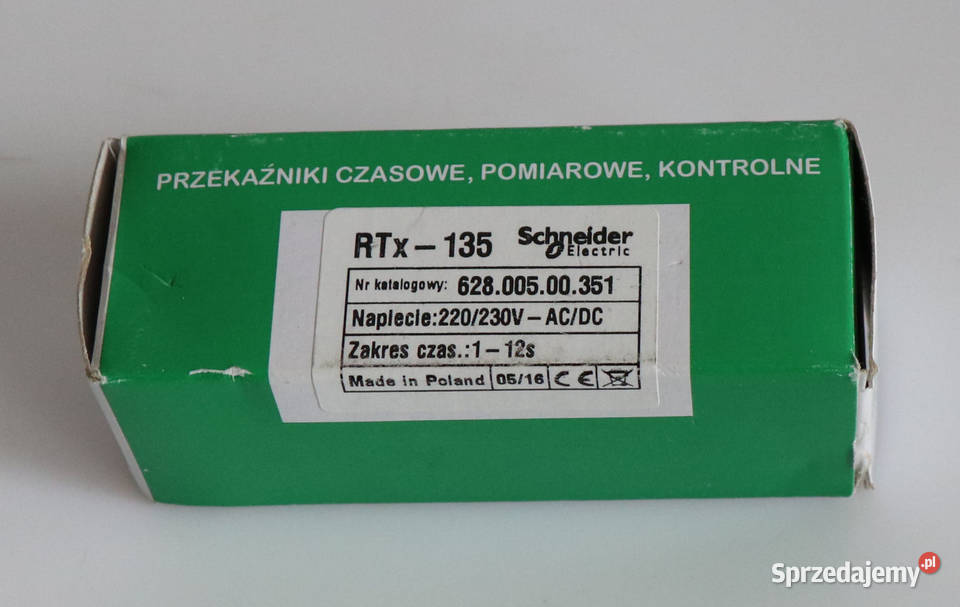 PRZEKAŹNIKI CZASOWE, POMIAROWE, KONTROLNE
RTx – 135 Schneider Electric
Nr katalogowy: 628.005.00.351
Napiecie:220/230V – AC/DC
Zakres czas.:1 – 12s
Made in Poland 05/16 CE
Sprzedajemy.pl